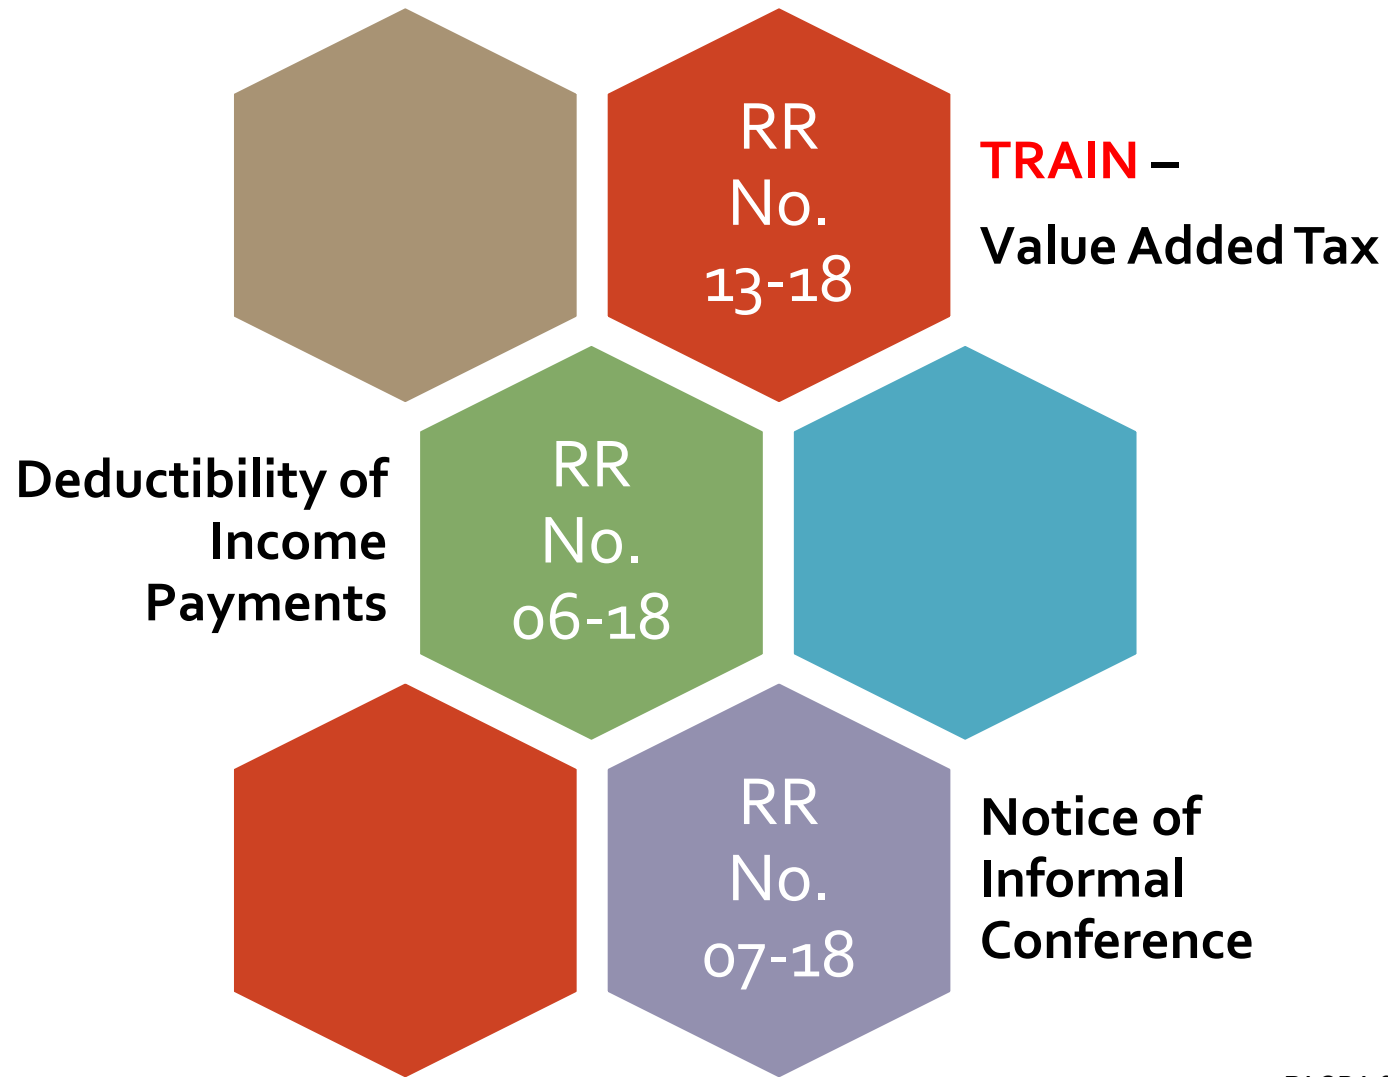 RR
No.
13-18
TRAIN –
Value Added Tax
Deductibility of
Income
Payments
RR
No.
06-18
RR
No.
07-18
Notice of
Informal
Conference